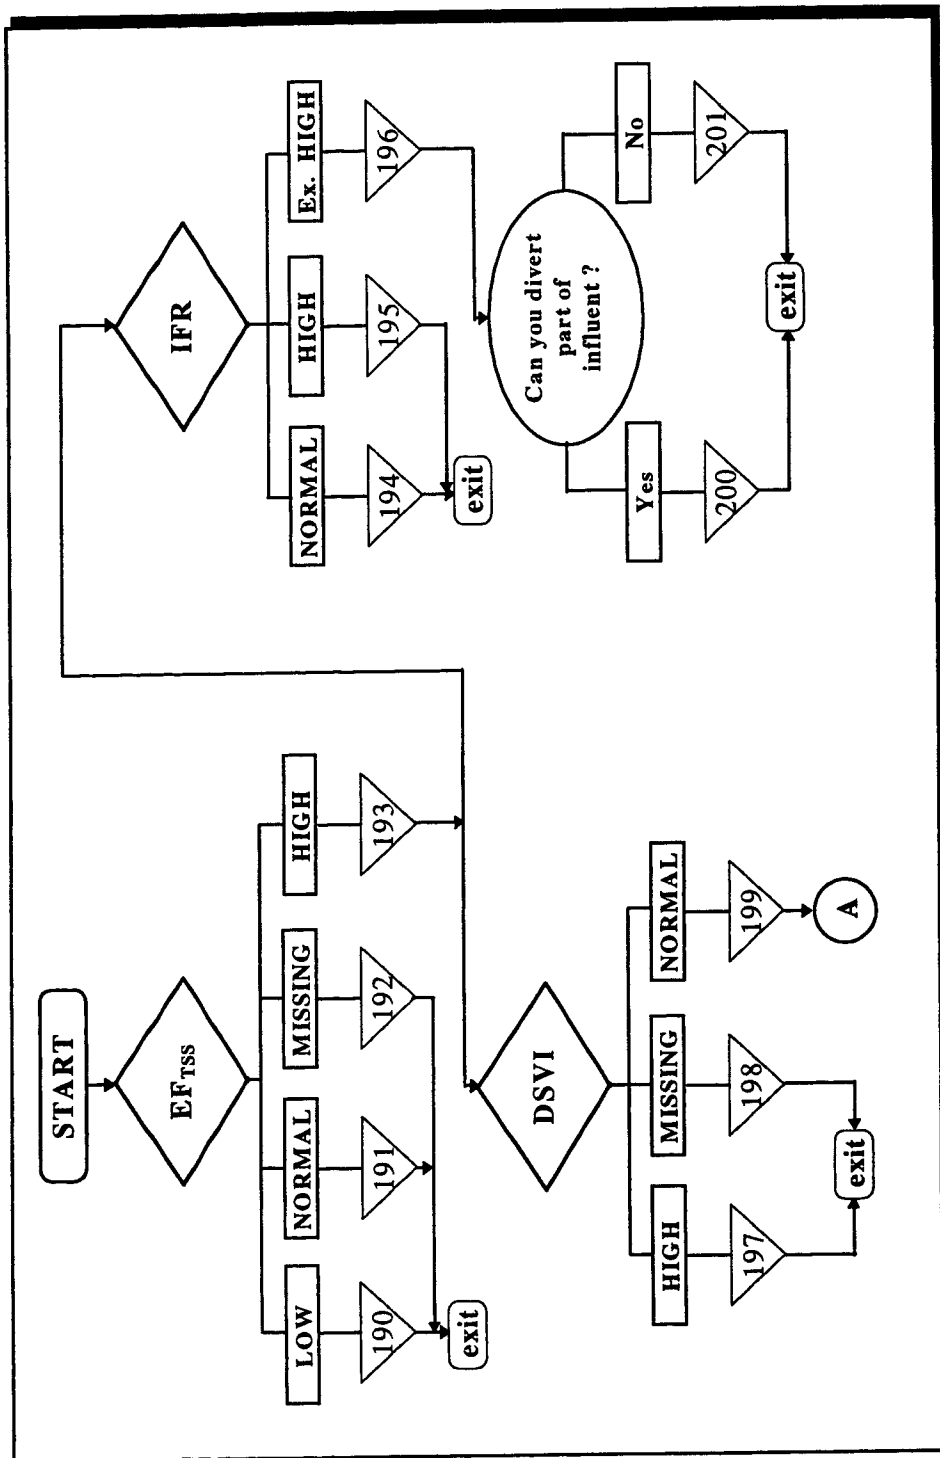 START
EFTSS
LOW
NORMAL
MISSING
HIGH
190
191
192
193
exit
DSVI
HIGH
MISSING
NORMAL
197
198
199
exit
A
IFR
NORMAL
HIGH
Ex. HIGH
194
195
196
exit
Can you divert
part of
influent ?
Yes
No
200
201
exit